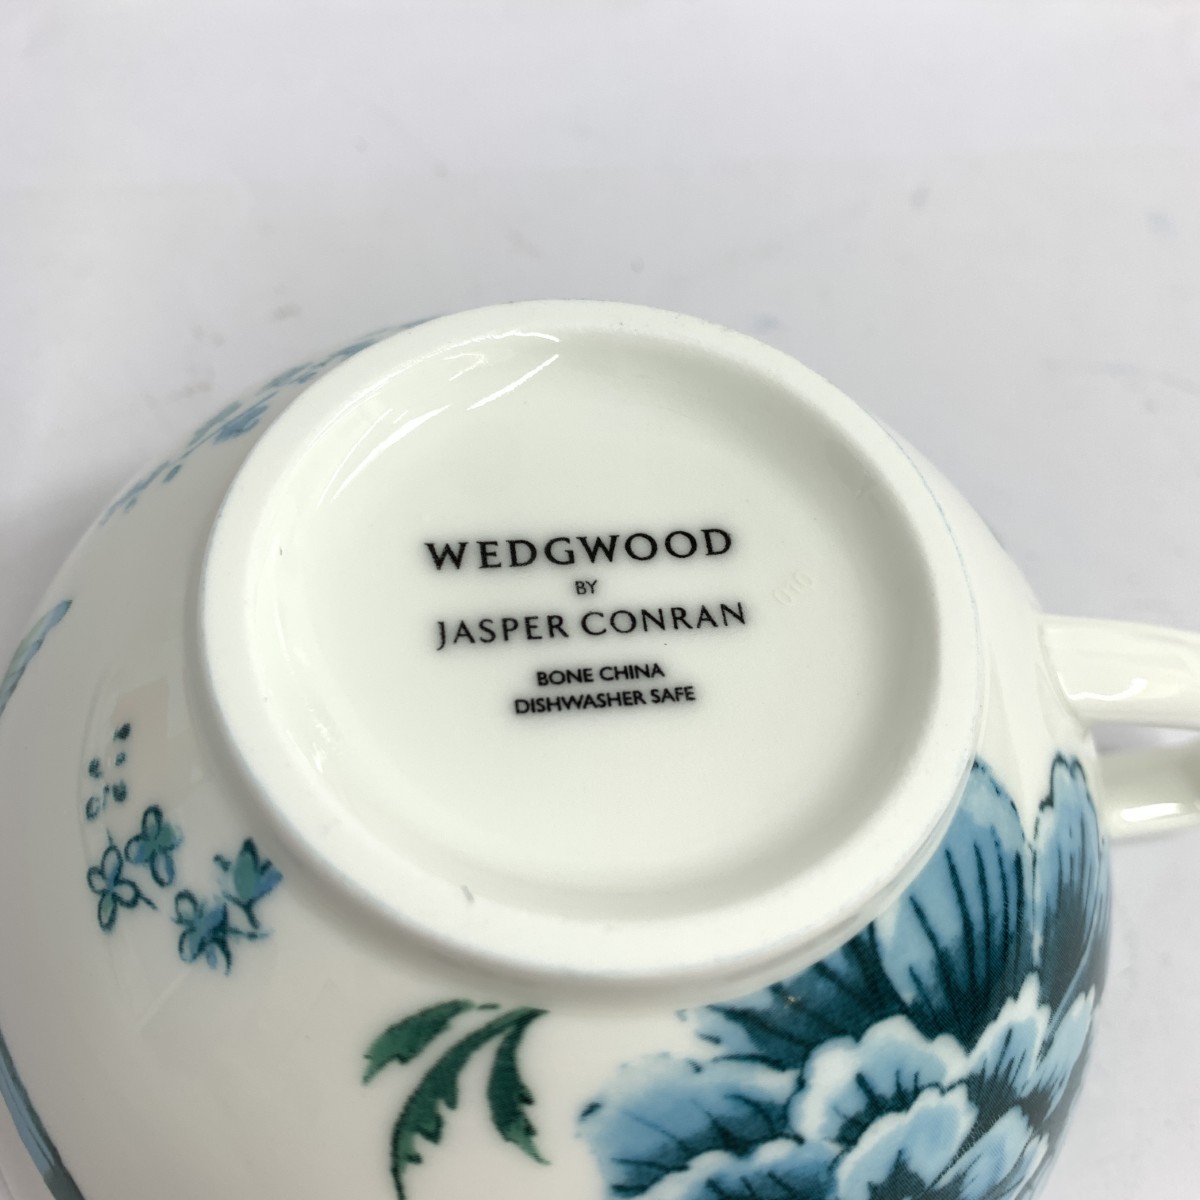 WEDGWOOD
BY
JASPER CONRAN
BONE CHINA
DISHWASHER SAFE